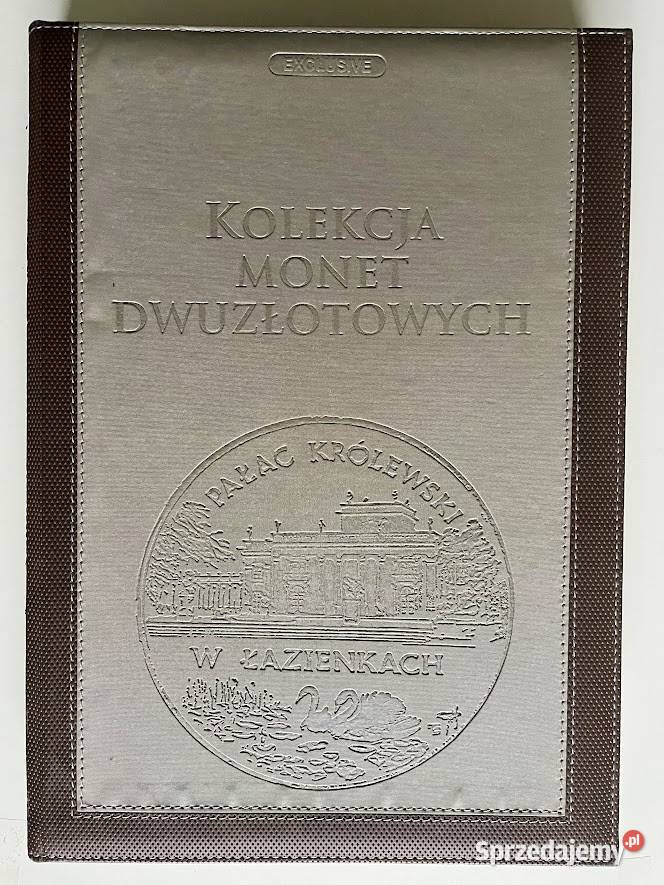 EXCLUSIVE
KOLEKCJA
MONET
DWUZŁOTOWYCH
PAŁAC KRÓLEWSKI
W ŁAZIENKACH
Sprzedajemy.pl